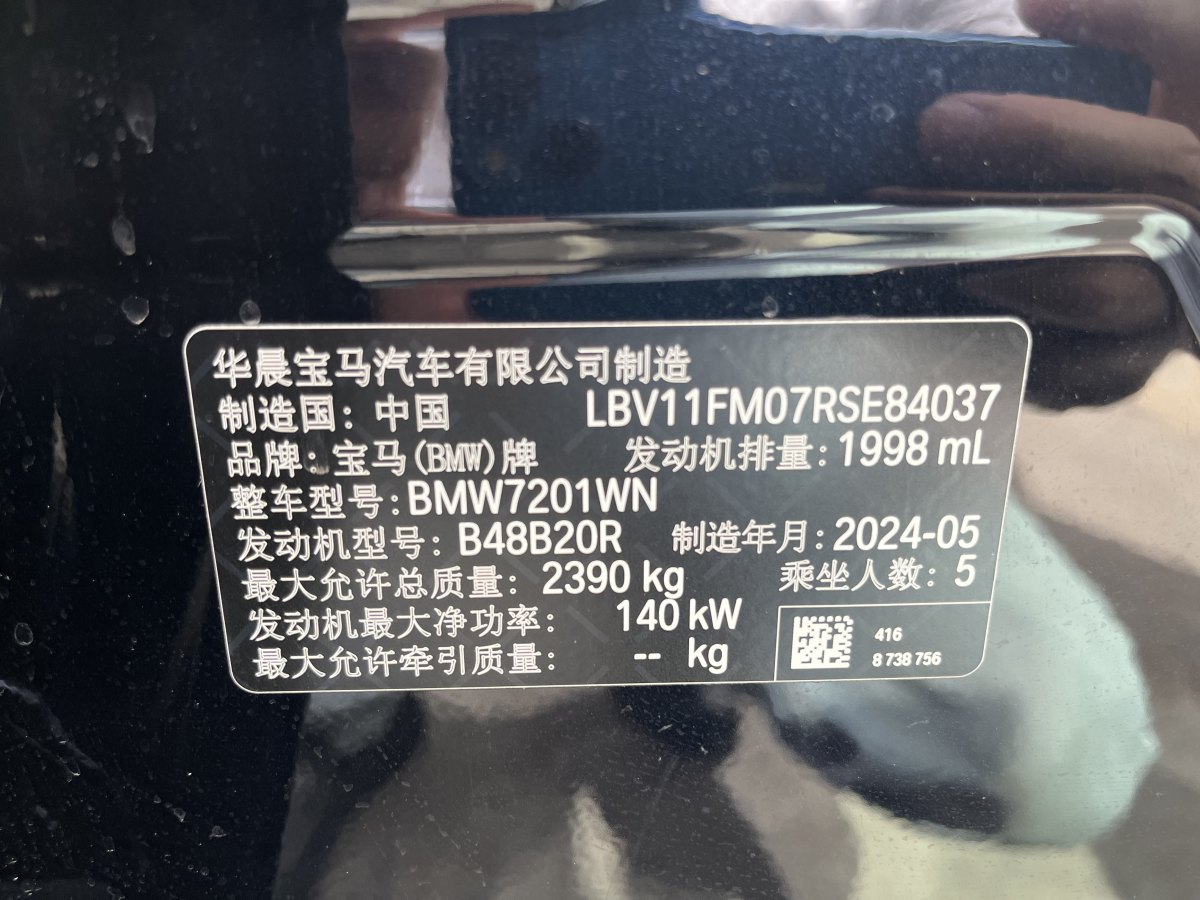 华晨宝马汽车有限公司制造
制造国：中国 LBV11FM07RSE84037
品牌：宝马(BMW)牌 发动机排量：1998 mL
整车型号：BMW7201WN
发动机型号：B48B20R 制造年月：2024-05
最大允许总质量：2390 kg 乘坐人数：5
发动机最大净功率：140 kW
最大允许牵引质量：-- kg
416
8 738 756